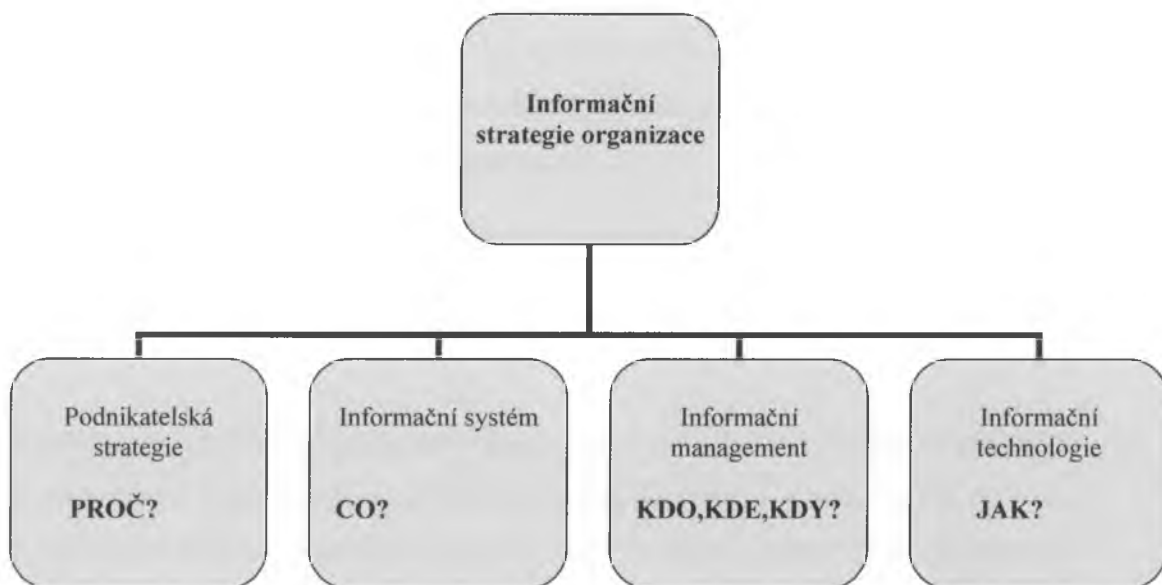 Informační
strategie organizace
Podnikatelská
strategie
PROČ?
Informační systém
CO?
Informační
management
KDO,KDE,KDY?
Informační
technologie
JAK?